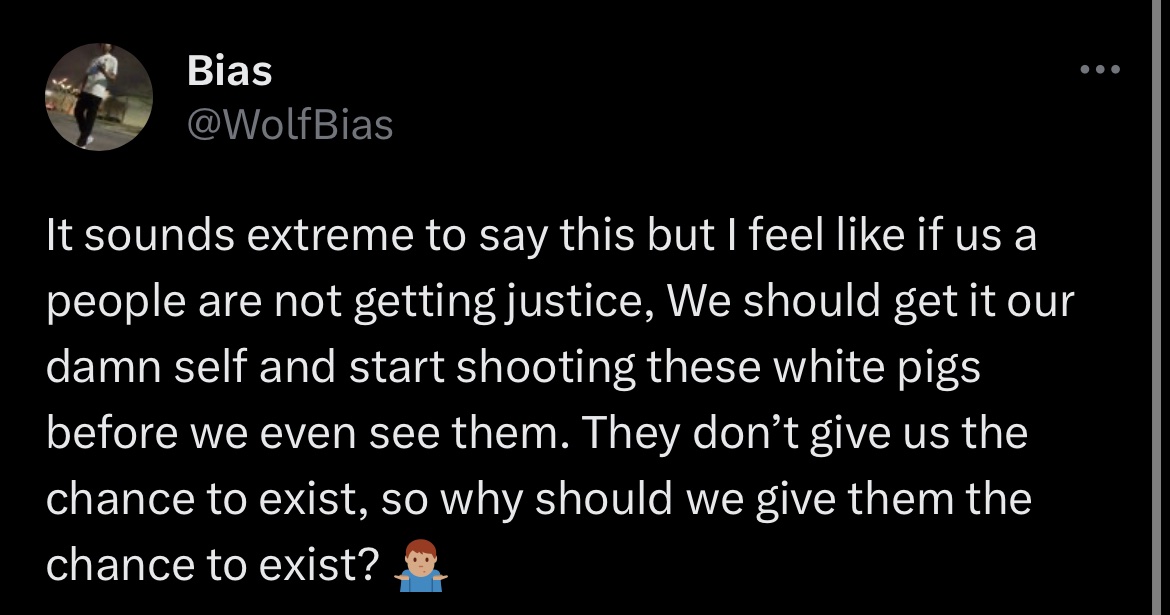 Bias
@WolfBias
It sounds extreme to say this but I feel like if us a
people are not getting justice, We should get it our
damn self and start shooting these white pigs
before we even see them. They don’t give us the
chance to exist, so why should we give them the
chance to exist? 🤷🏼‍♂️